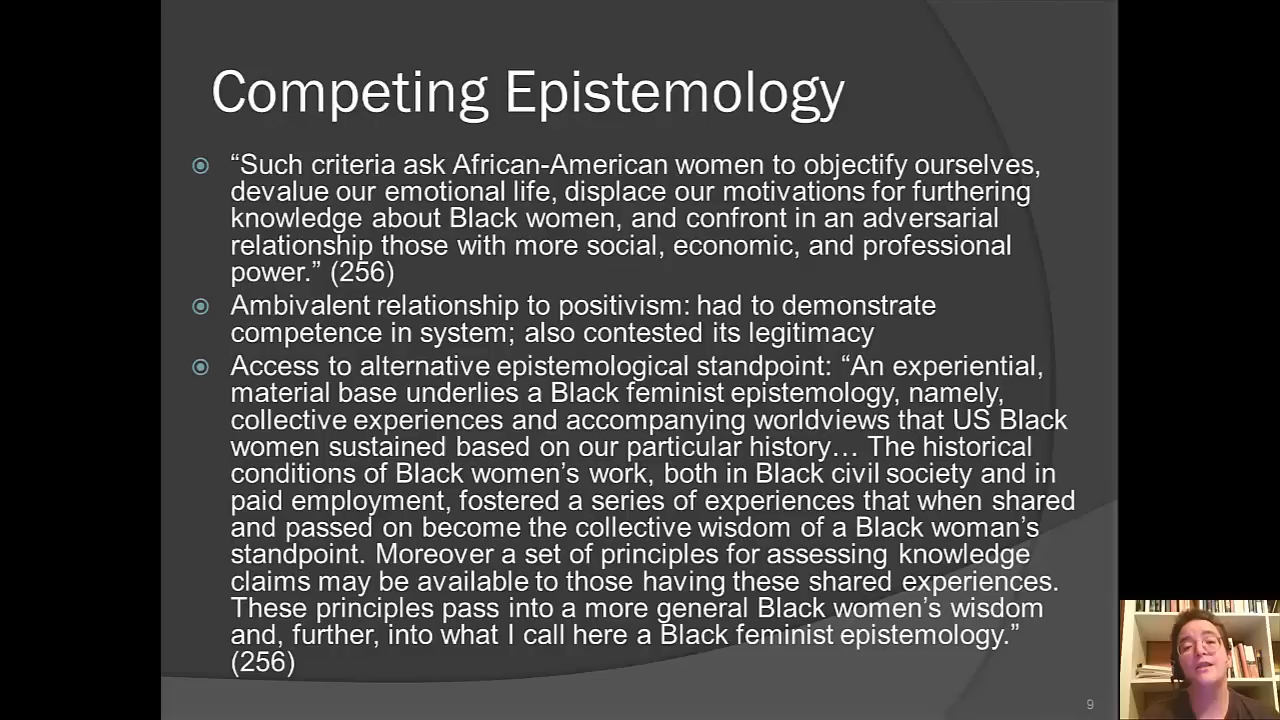 Competing Epistemology
“Such criteria ask African-American women to objectify ourselves,
devalue our emotional life, displace our motivations for furthering
knowledge about Black women, and confront in an adversarial
relationship those with more social, economic, and professional
power.” (256)
Ambivalent relationship to positivism: had to demonstrate
competence in system; also contested its legitimacy
Access to alternative epistemological standpoint: “An experiential,
material base underlies a Black feminist epistemology, namely,
collective experiences and accompanying worldviews that US Black
women sustained based on our particular history… The historical
conditions of Black women’s work, both in Black civil society and in
paid employment, fostered a series of experiences that when shared
and passed on become the collective wisdom of a Black woman’s
standpoint. Moreover a set of principles for assessing knowledge
claims may be available to those having these shared experiences.
These principles pass into a more general Black women’s wisdom
and, further, into what I call here a Black feminist epistemology.”
(256)
9